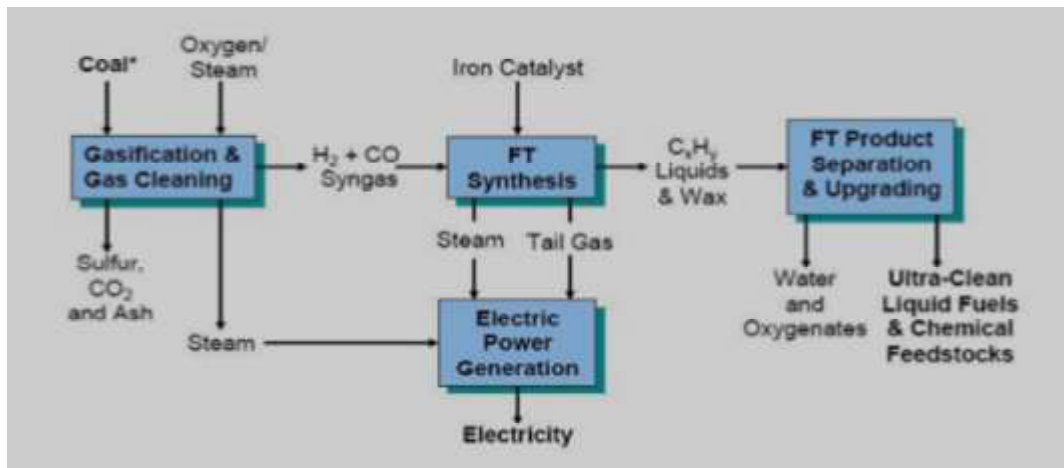 Coal*
Oxygen/
Steam
Iron Catalyst
Gasification &
Gas Cleaning
H₂ + CO
Syngas
FT
Synthesis
CₓHᵧ
Liquids
& Wax
FT Product
Separation
& Upgrading
Sulfur,
CO₂
and Ash
Steam
Steam
Tail Gas
Electric
Power
Generation
Electricity
Water
and
Oxygenates
Ultra-Clean
Liquid Fuels
& Chemical
Feedstocks